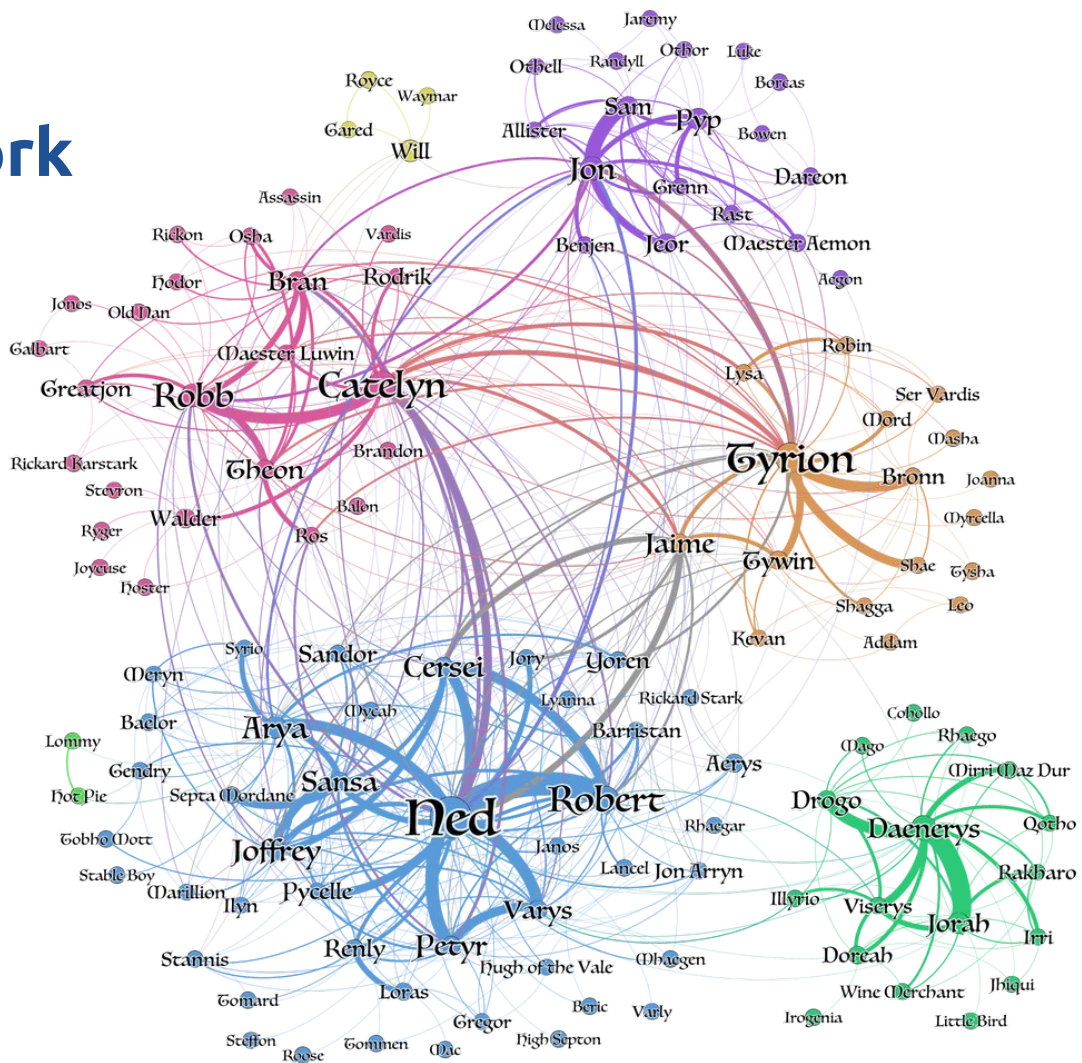 ork
Melessa
Jaremy
Othell
Randyll
Othor
Luke
Borcas
Royce
Waymar
Gared
Will
Sam
Pyp
Allister
Bowen
Jon
Grenn
Dareon
Rast
Benjen
Jeor
Maester Aemon
Aegon
Assassin
Rickon
Osha
Vardis
Hodor
Bran
Rodrik
Jonos
Old Nan
Galbart
Maester Luwin
Greatjon
Robb
Catelyn
Rickard Karstark
Theon
Brandon
Stevron
Walder
Balon
Ryger
Ros
Joyeuse
Hoster
Robin
Lysa
Ser Vardis
Mord
Masha
Tyrion
Bronn
Joanna
Myrcella
Jaime
Tywin
Shae
Tysha
Shagga
Leo
Kevan
Addam
Syrio
Sandor
Cersei
Jory
Yoren
Meryn
Mycah
Lyanna
Rickard Stark
Baelor
Arya
Barristan
Lommy
Gendry
Septa Mordane
Sansa
Aerys
Hot Pie
Ned
Robert
Rhaegar
Tobho Mott
Joffrey
Janos
Stable Boy
Marillion
Ilyn
Pycelle
Lancel
Jon Arryn
Varys
Stannis
Renly
Petyr
Hugh of the Vale
Mhaegen
Tomard
Loras
Gregor
Beric
Varly
Steffon
Roose
Tommen
Mac
High Septon
Cohollo
Mago
Rhaego
Mirri Maz Dur
Drogo
Daenerys
Qotho
Rakharo
Illyrio
Viserys
Jorah
Irri
Doreah
Wine Merchant
Jhiqui
Irogenia
Little Bird